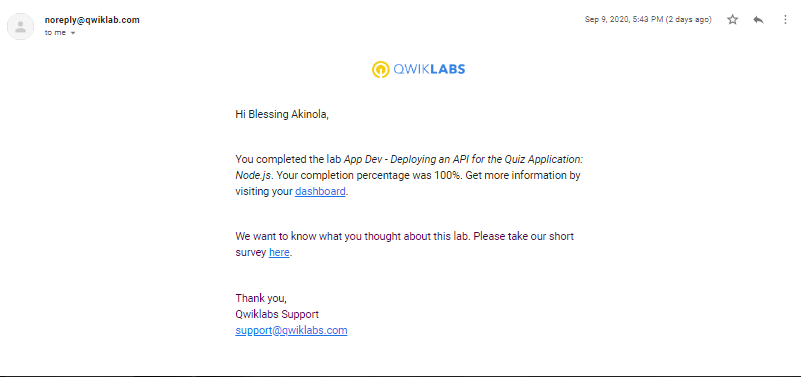 noreply@qwiklab.com
Sep 9, 2020, 5:43 PM (2 days ago)
to me
QWIKLABS
Hi Blessing Akinola,
You completed the lab App Dev - Deploying an API for the Quiz Application:
Node.js. Your completion percentage was 100%. Get more information by
visiting your dashboard.
We want to know what you thought about this lab. Please take our short
survey here.
Thank you,
Qwiklabs Support
support@qwiklabs.com